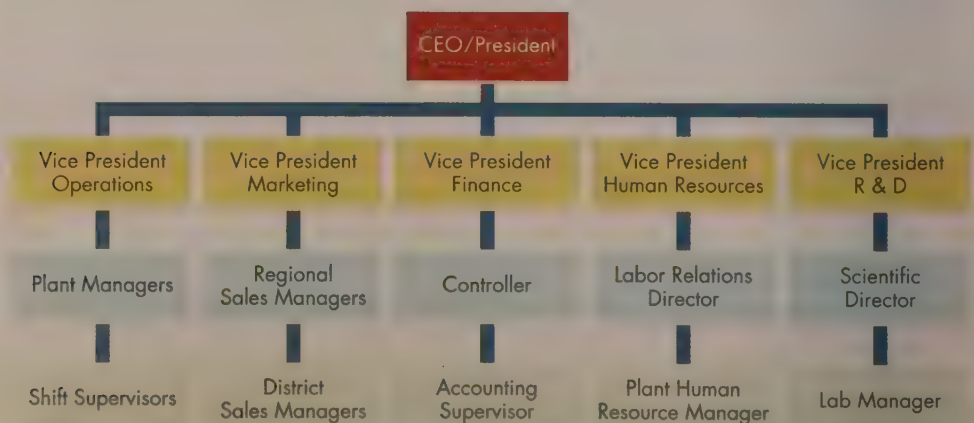 CEO/President
Vice President
Operations
Vice President
Marketing
Vice President
Finance
Vice President
Human Resources
Vice President
R & D
Plant Managers
Regional
Sales Managers
Controller
Labor Relations
Director
Scientific
Director
Shift Supervisors
District
Sales Managers
Accounting
Supervisor
Plant Human
Resource Manager
Lab Manager